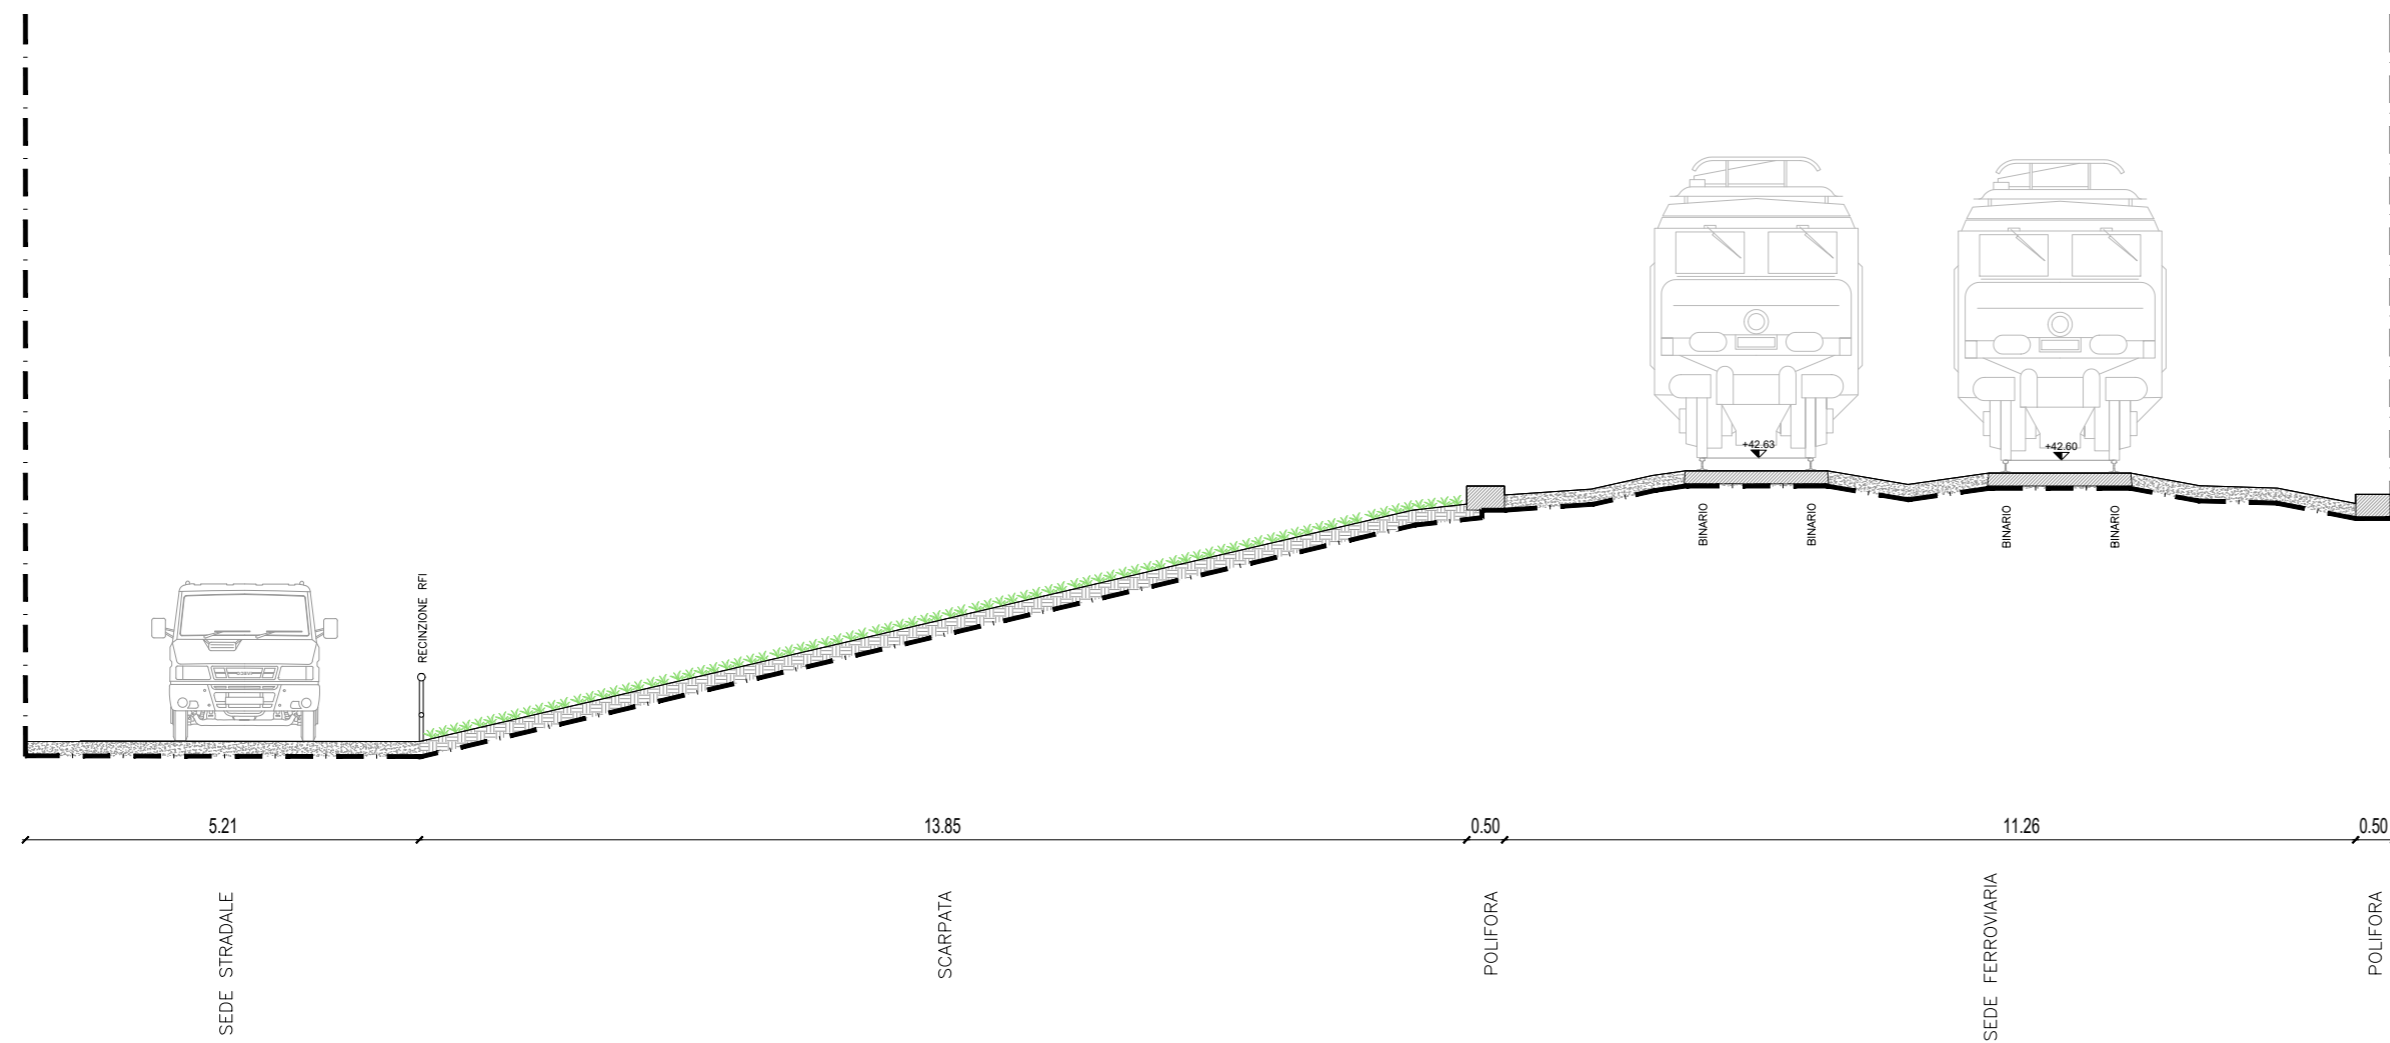 +42.63
+42.60
BINARIO
BINARIO
BINARIO
BINARIO
RECINZIONE RFI
5.21
13.85
0.50
11.26
0.50
SEDE STRADALE
SCARPATA
POLIFORA
SEDE FERROVIARIA
POLIFORA